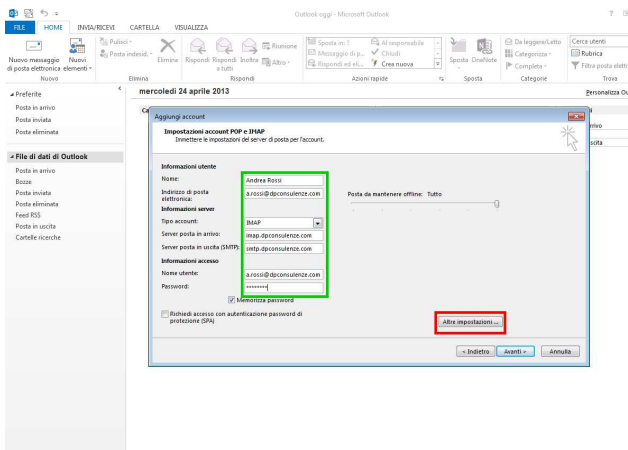 Outlook oggi - Microsoft Outlook
FILE HOME INVIA/RICEVI CARTELLA VISUALIZZA
Nuovo messaggio di posta elettronica
Nuovi elementi
Pulisci
Posta indesid.
Elimina
Rispondi
Rispondi a tutti
Inoltra
Riunione
Altro
Sposta in: ?
Messaggio di p...
Rispondi ed eli...
Al responsabile
Chiudi
Crea nuova
Sposta
OneNote
Da leggere/Letto
Categorizza
Completa
Cerca utenti
Rubrica
Filtra posta elettr
Nuovo Elimina Rispondi Azioni rapide Sposta Categorie Trova
Preferite
Posta in arrivo
Posta inviata
Posta eliminata
File di dati di Outlook
Posta in arrivo
Bozze
Posta inviata
Posta eliminata
Feed RSS
Posta in uscita
Cartelle ricerche
mercoledì 24 aprile 2013
Personalizza Ou
Ca
Aggiungi account
Impostazioni account POP e IMAP
Immettere le impostazioni del server di posta per l'account.
Informazioni utente
Nome: Andrea Rossi
Indirizzo di posta elettronica: a.rossi@dpconsulenze.com
Informazioni server
Tipo account: IMAP
Server posta in arrivo: imap.dpconsulenze.com
Server posta in uscita (SMTP): smtp.dpconsulenze.com
Informazioni accesso
Nome utente: a.rossi@dpconsulenze.com
Password: ********
Memorizza password
Richiedi accesso con autenticazione password di protezione (SPA)
Posta da mantenere offline: Tutto
Altre impostazioni ...
< Indietro Avanti > Annulla